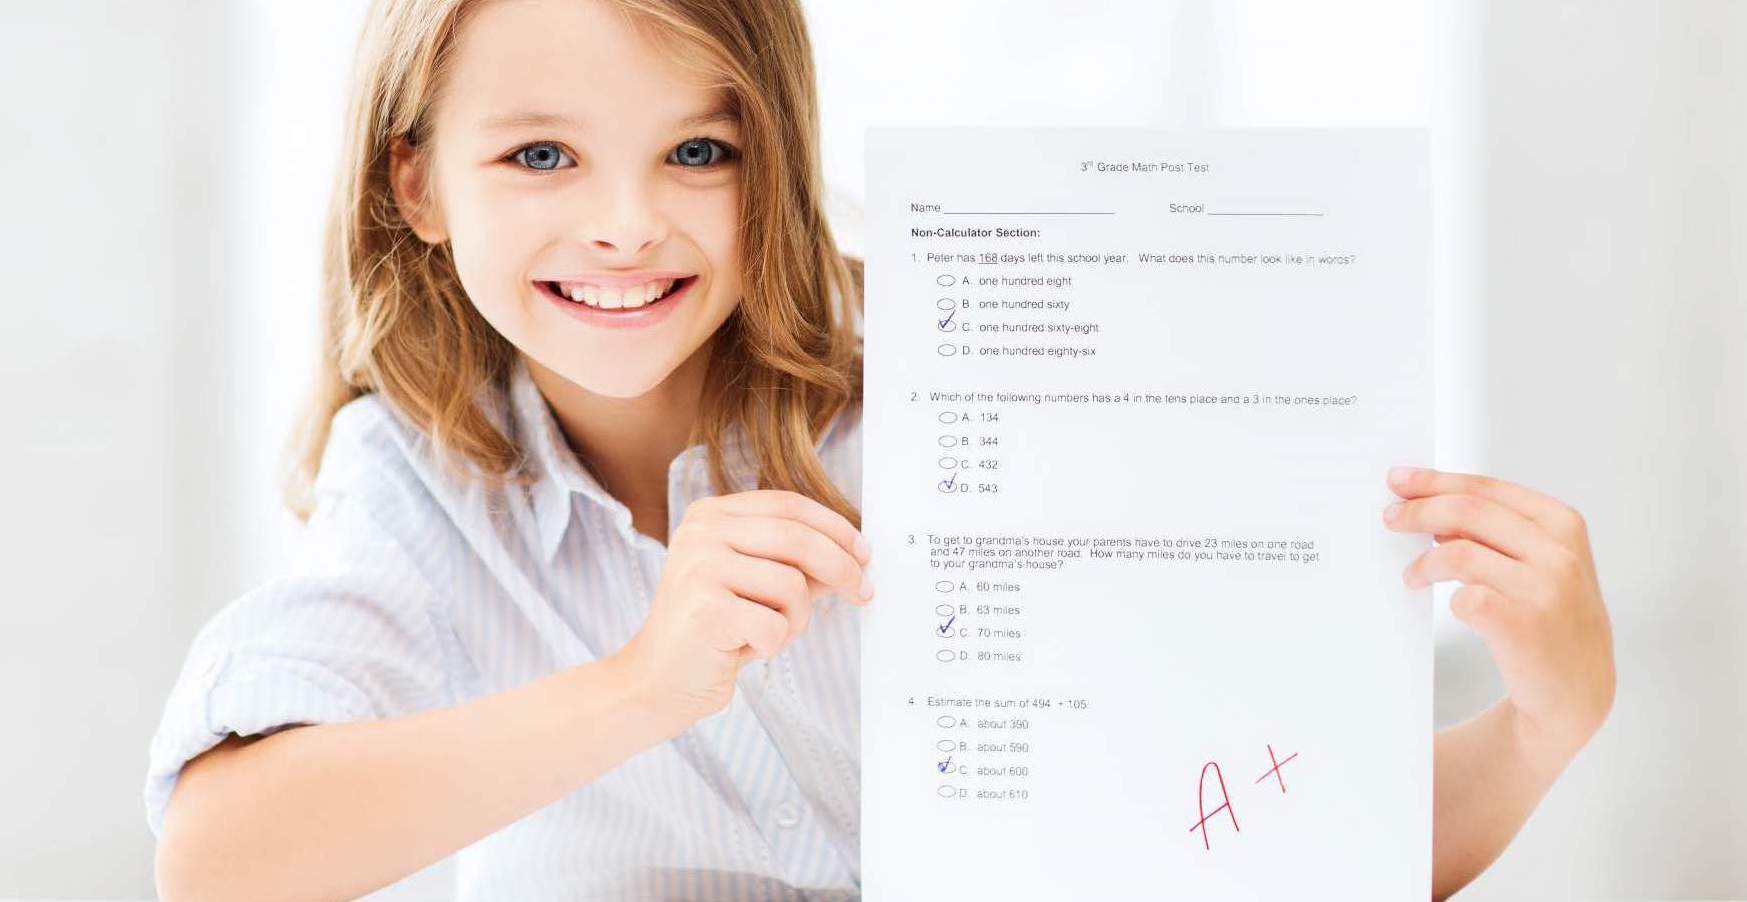 3rd Grade Math Post Test
Name School
Non-Calculator Section:
1. Peter has 168 days left this school year. What does this number look like in words?
A. one hundred eight
B. one hundred sixty
C. one hundred sixty-eight
D. one hundred eighty-six
2. Which of the following numbers has a 4 in the tens place and a 3 in the ones place?
A. 134
B. 344
C. 432
D. 543
3. To get to grandma's house your parents have to drive 23 miles on one road
and 47 miles on another road. How many miles do you have to travel to get
to your grandma's house?
A. 60 miles
B. 63 miles
C. 70 miles
D. 80 miles
4. Estimate the sum of 494 + 105
A. about 390
B. about 590
C. about 600
D. about 610
A+